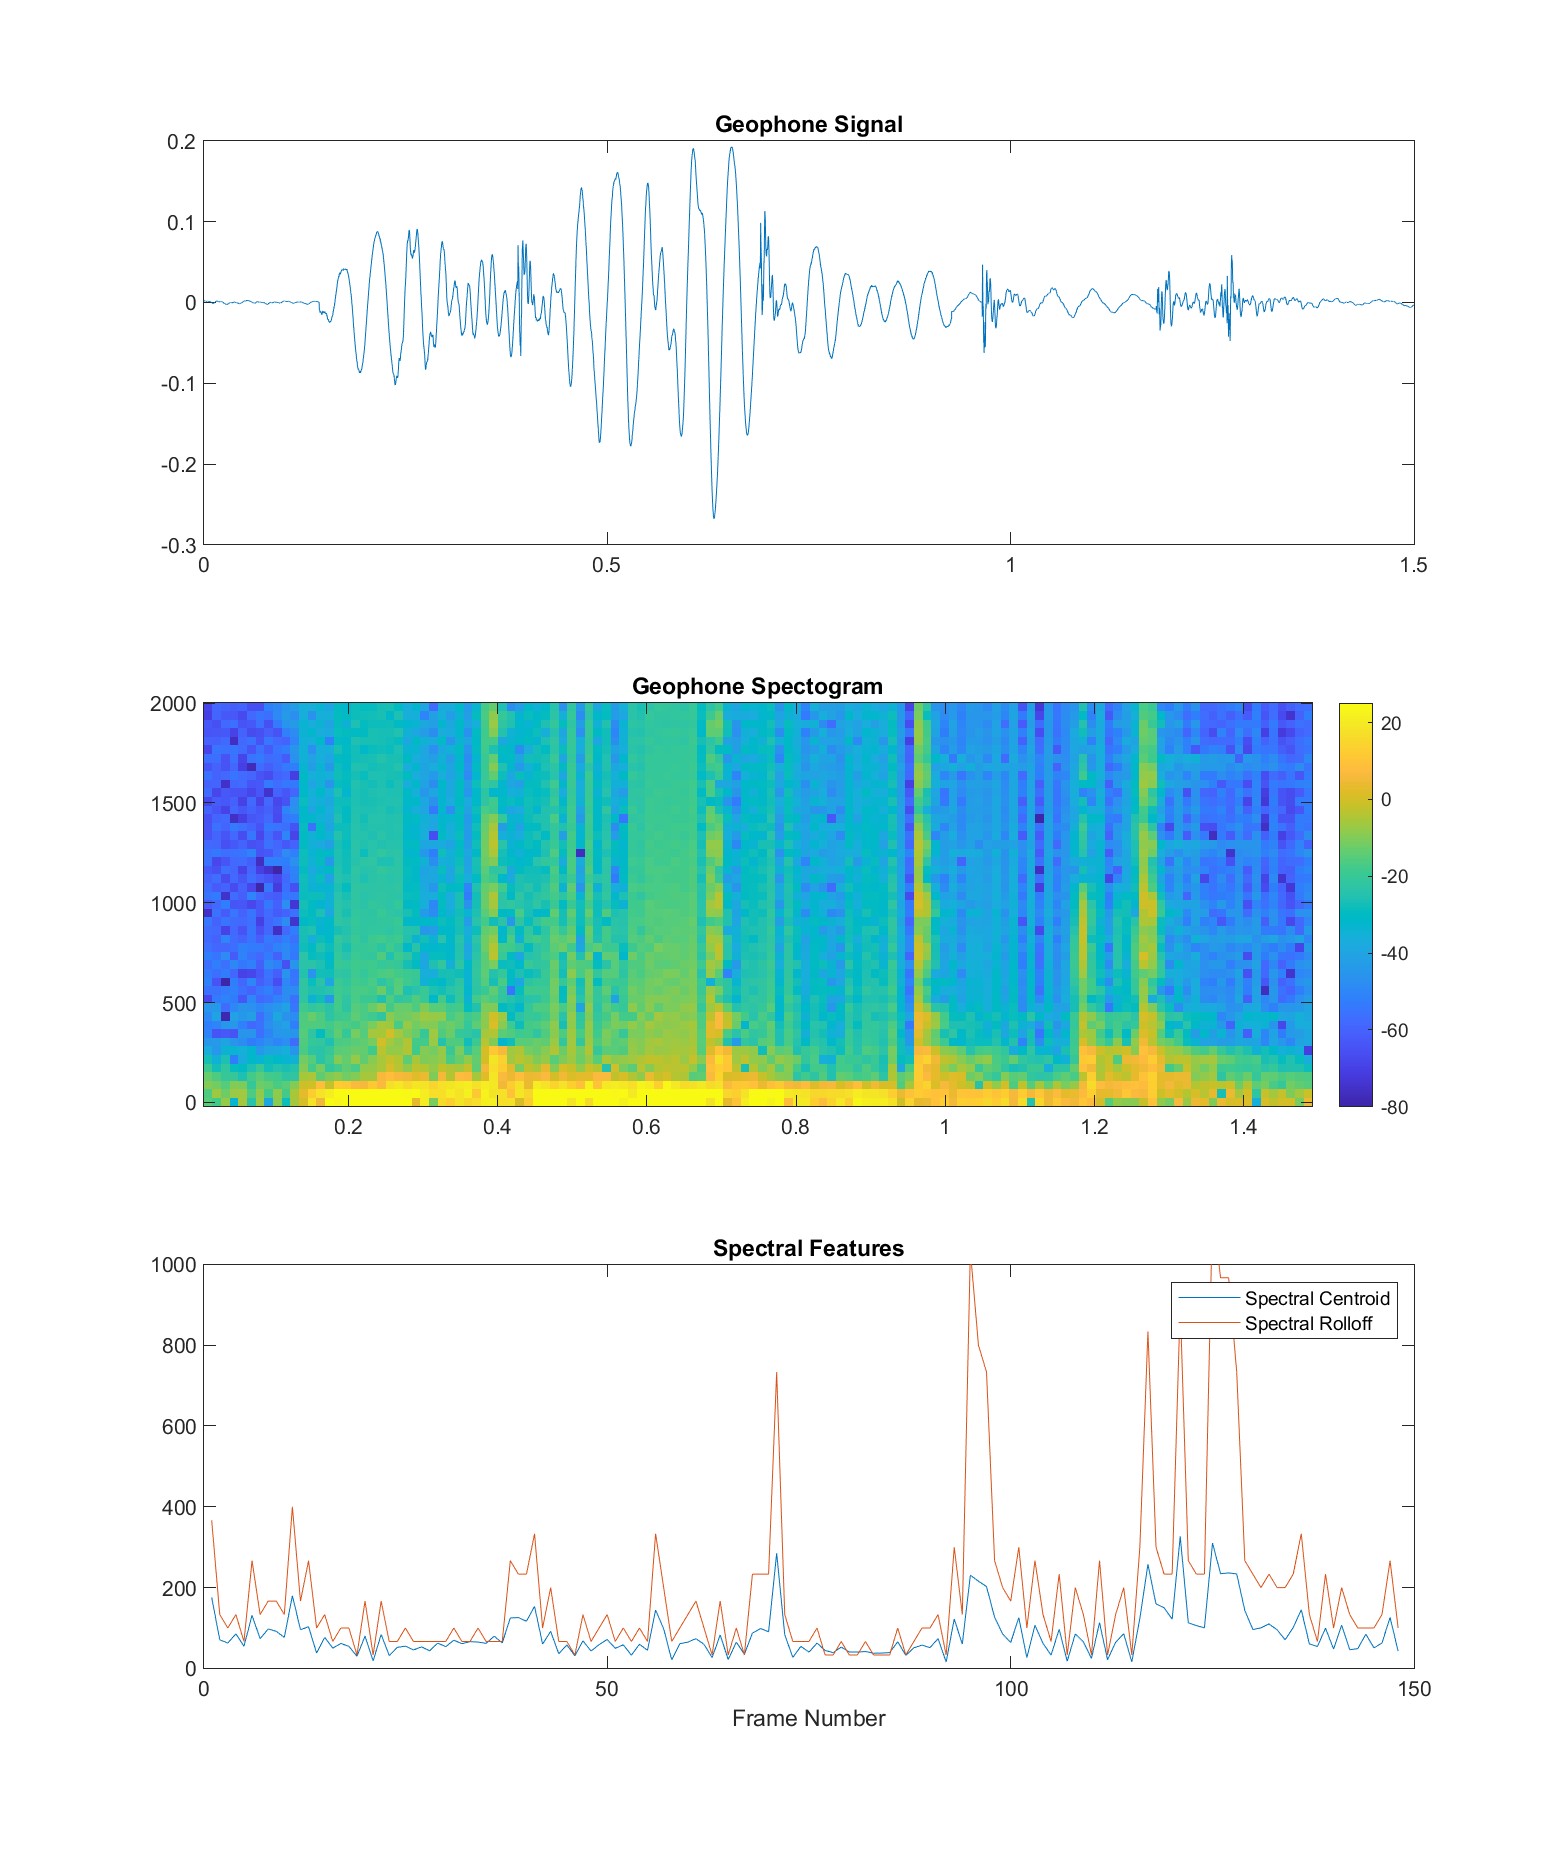 Geophone Signal
0.2
0.1
0
-0.1
-0.2
-0.3
0 0.5 1 1.5
Geophone Spectogram
2000
1500
1000
500
0
0.2 0.4 0.6 0.8 1 1.2 1.4
20
0
-20
-40
-60
-80
Spectral Features
1000
800
600
400
200
0
Spectral Centroid
Spectral Rolloff
0 50 100 150
Frame Number